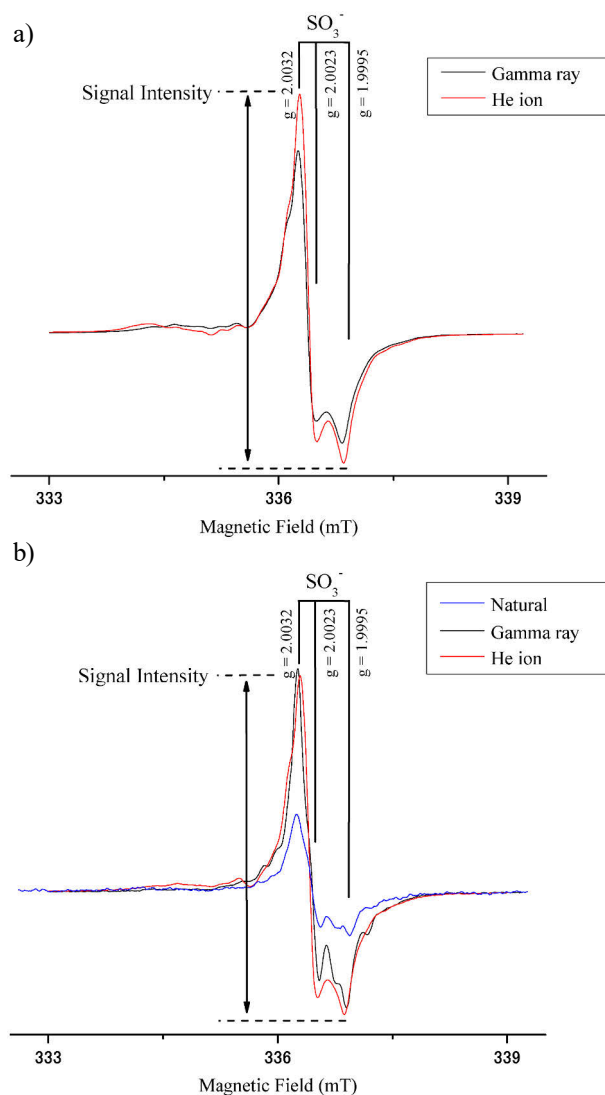 a)
SO₃⁻
g = 2.0032
g = 2.0023
g = 1.9995
Gamma ray
He ion
Signal Intensity
333
336
339
Magnetic Field (mT)
b)
SO₃⁻
g = 2.0032
g = 2.0023
g = 1.9995
Natural
Gamma ray
He ion
Signal Intensity
333
336
339
Magnetic Field (mT)